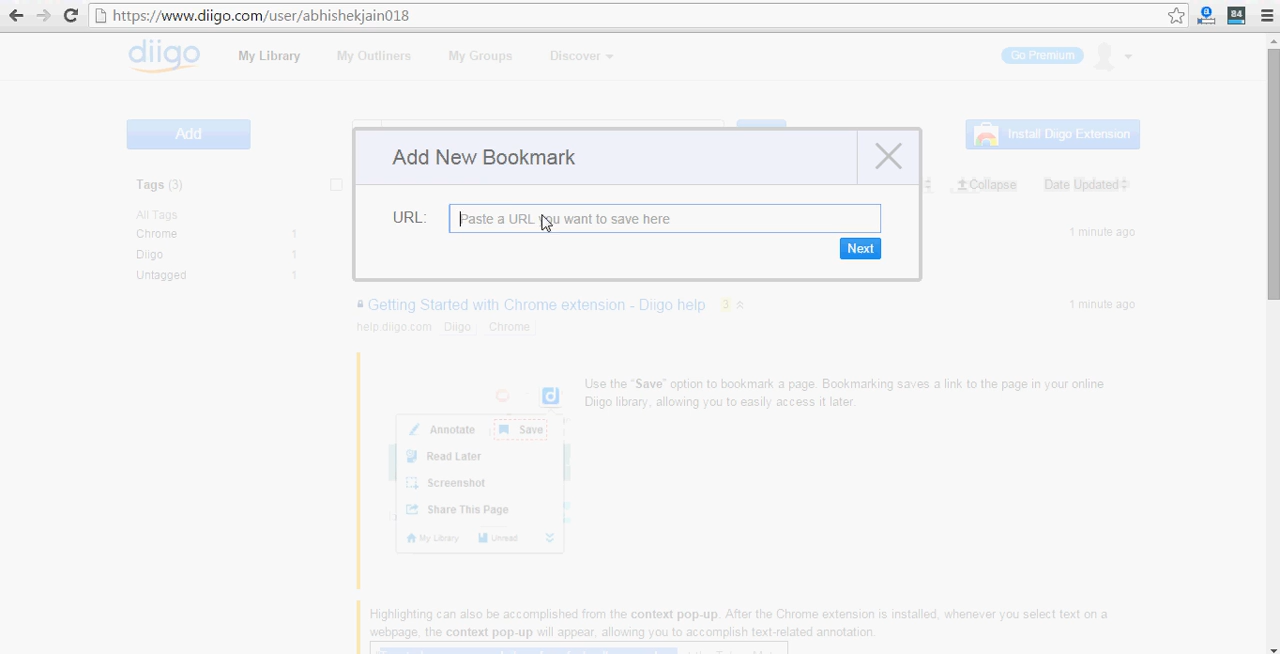 https://www.diigo.com/user/abhishekjain018
84
diigo
My Library
My Outliners
My Groups
Discover
Go Premium
Add
Install Diigo Extension
Add New Bookmark
URL:
Paste a URL you want to save here
Next
Tags (3)
All Tags
Chrome 1
Diigo 1
Untagged 1
Collapse
Date Updated
1 minute ago
Getting Started with Chrome extension - Diigo help 3
1 minute ago
help.diigo.com Diigo Chrome
d
Annotate Save
Read Later
Screenshot
Share This Page
My Library Unread
Use the "Save" option to bookmark a page. Bookmarking saves a link to the page in your online
Diigo library, allowing you to easily access it later.
Highlighting can also be accomplished from the context pop-up. After the Chrome extension is installed, whenever you select text on a
webpage, the context pop-up will appear, allowing you to accomplish text-related annotation.